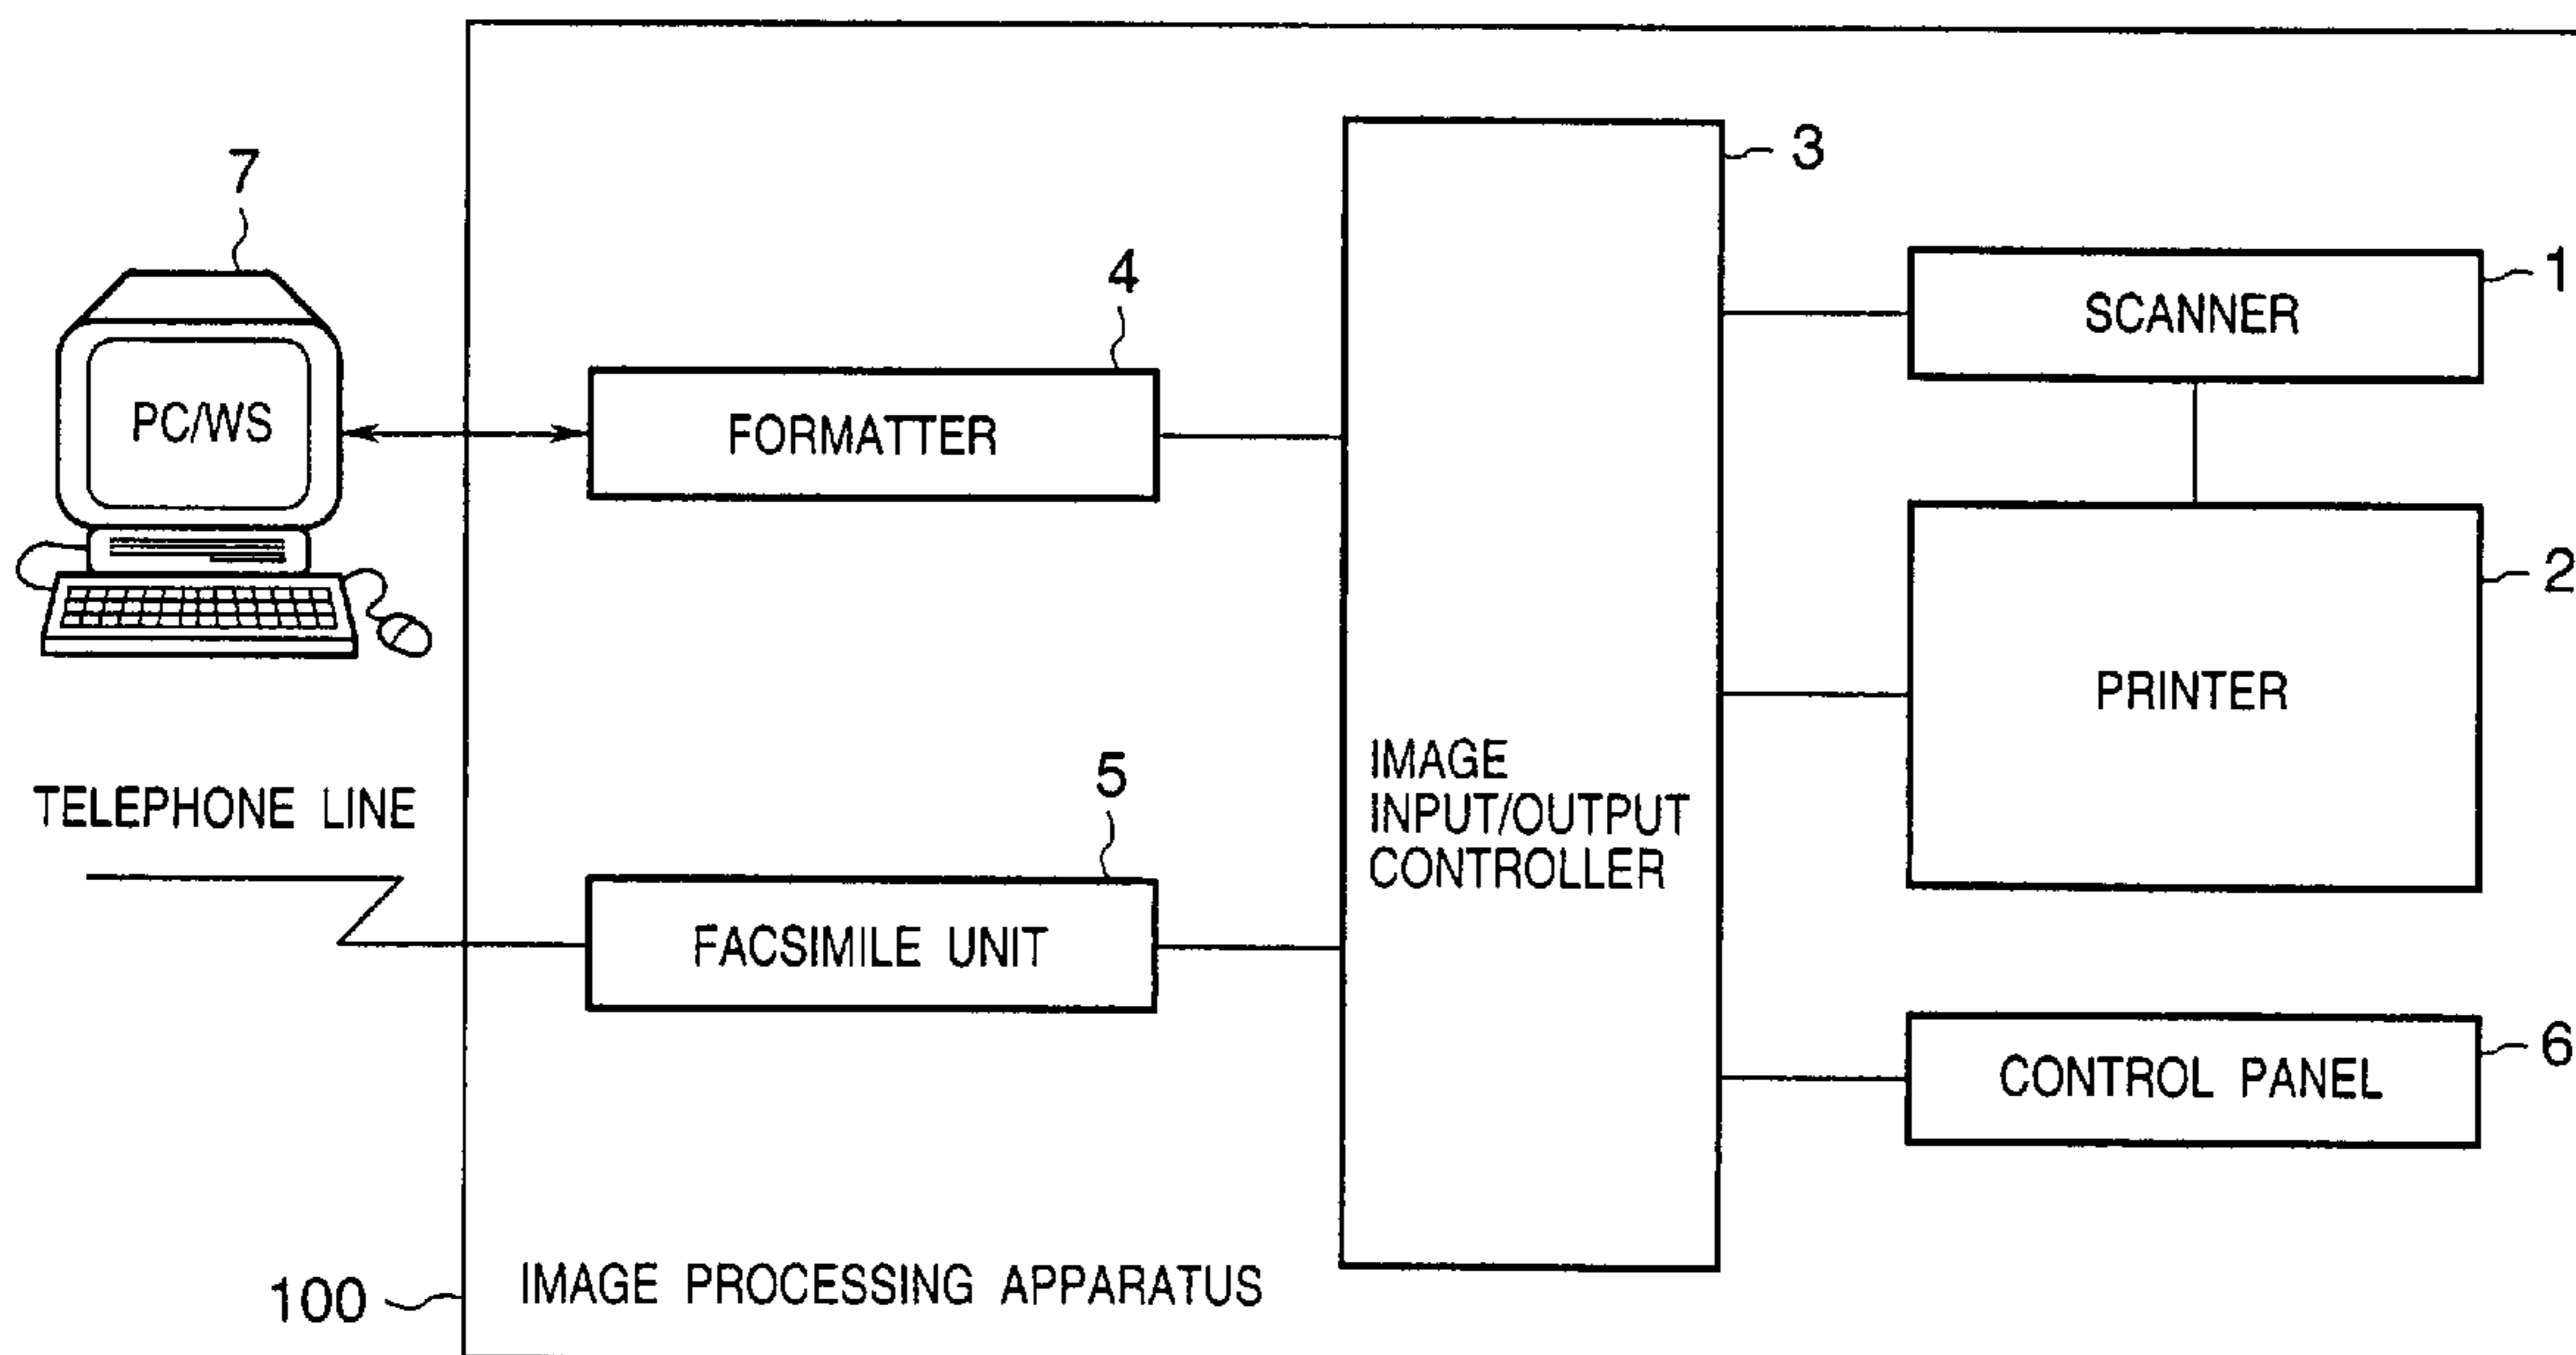 7
PC/WS
TELEPHONE LINE
4
FORMATTER
5
FACSIMILE UNIT
3
IMAGE
INPUT/OUTPUT
CONTROLLER
1
SCANNER
2
PRINTER
6
CONTROL PANEL
100
IMAGE PROCESSING APPARATUS